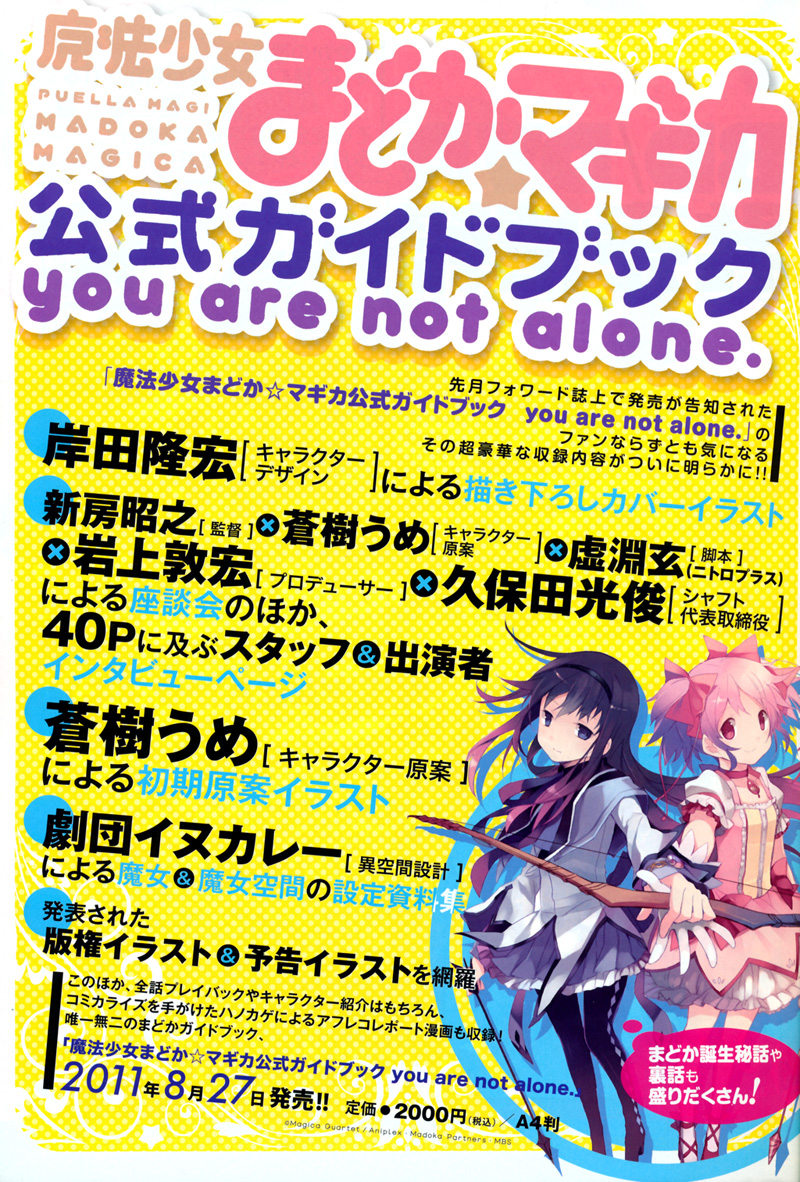 魔法少女
まどか☆マギカ
PUELLA MAGI
MADOKA
MAGICA
公式ガイドブック
you are not alone.
先月フォワード誌上で発売が告知された
「魔法少女まどか☆マギカ公式ガイドブック you are not alone.」の
ファンならずとも気になる
その超豪華な収録内容がついに明らかに!!
岸田隆宏[キャラクターデザイン]による描き下ろしカバーイラスト
新房昭之[監督]×蒼樹うめ[キャラクター原案]×虚淵玄[脚本](ニトロプラス)
×岩上敦宏[プロデューサー]×久保田光俊[シャフト代表取締役]
による座談会のほか、
40Pに及ぶスタッフ&出演者
インタビューページ
蒼樹うめ[キャラクター原案]
による初期原案イラスト
劇団イヌカレー[異空間設計]
による魔女&魔女空間の設定資料集
発表された
版権イラスト&予告イラストを網羅
このほか、全話プレイバックやキャラクター紹介はもちろん、
コミカライズを手がけたハノカゲによるアフレコレポート漫画も収録!
唯一無二のまどかガイドブック、
「魔法少女まどか☆マギカ公式ガイドブック you are not alone.」
2011年8月27日発売!! 定価●2000円(税込)/A4判
©Magica Quartet / Aniplex・Madoka Partners・MBS
まどか誕生秘話や
裏話も
盛りだくさん!